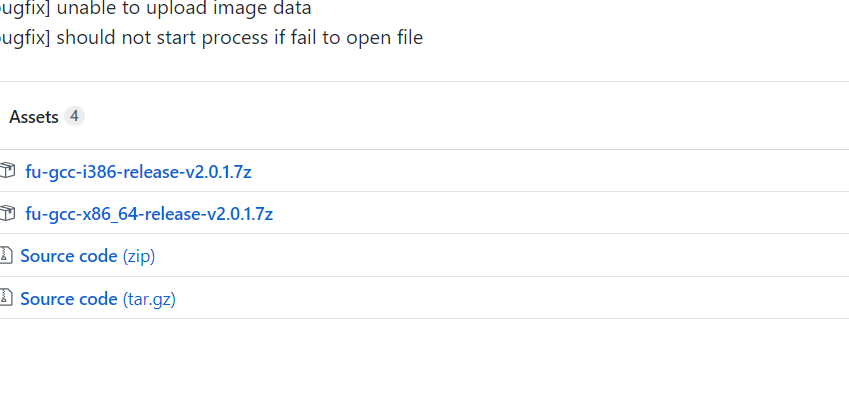 ugfix] unable to upload image data
ugfix] should not start process if fail to open file
Assets 4
fu-gcc-i386-release-v2.0.1.7z
fu-gcc-x86_64-release-v2.0.1.7z
Source code (zip)
Source code (tar.gz)